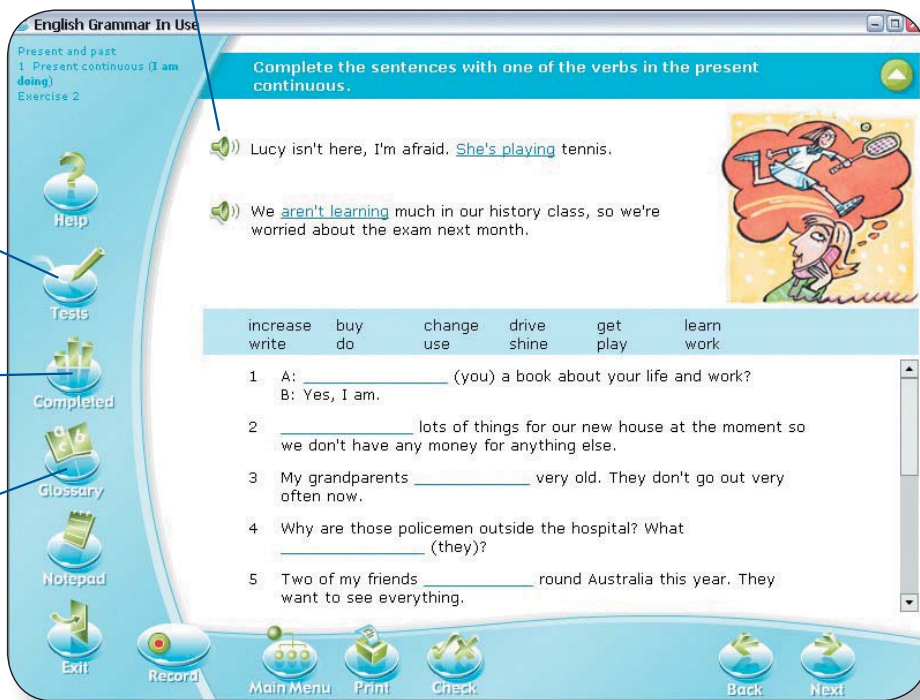 English Grammar In Use
Present and past
1 Present continuous (I am
doing)
Exercise 2
Complete the sentences with one of the verbs in the present
continuous.
Lucy isn't here, I'm afraid. She's playing tennis.
We aren't learning much in our history class, so we're
worried about the exam next month.
increase buy change drive get learn
write do use shine play work
1 A: ____________________ (you) a book about your life and work?
B: Yes, I am.
2 ____________________ lots of things for our new house at the moment so
we don't have any money for anything else.
3 My grandparents ________________ very old. They don't go out very
often now.
4 Why are those policemen outside the hospital? What
____________________ (they)?
5 Two of my friends _______________ round Australia this year. They
want to see everything.
Help
Tests
Completed
a b
c
Glossary
Notepad
Exit
Record
Main Menu
Print
Check
Back
Next